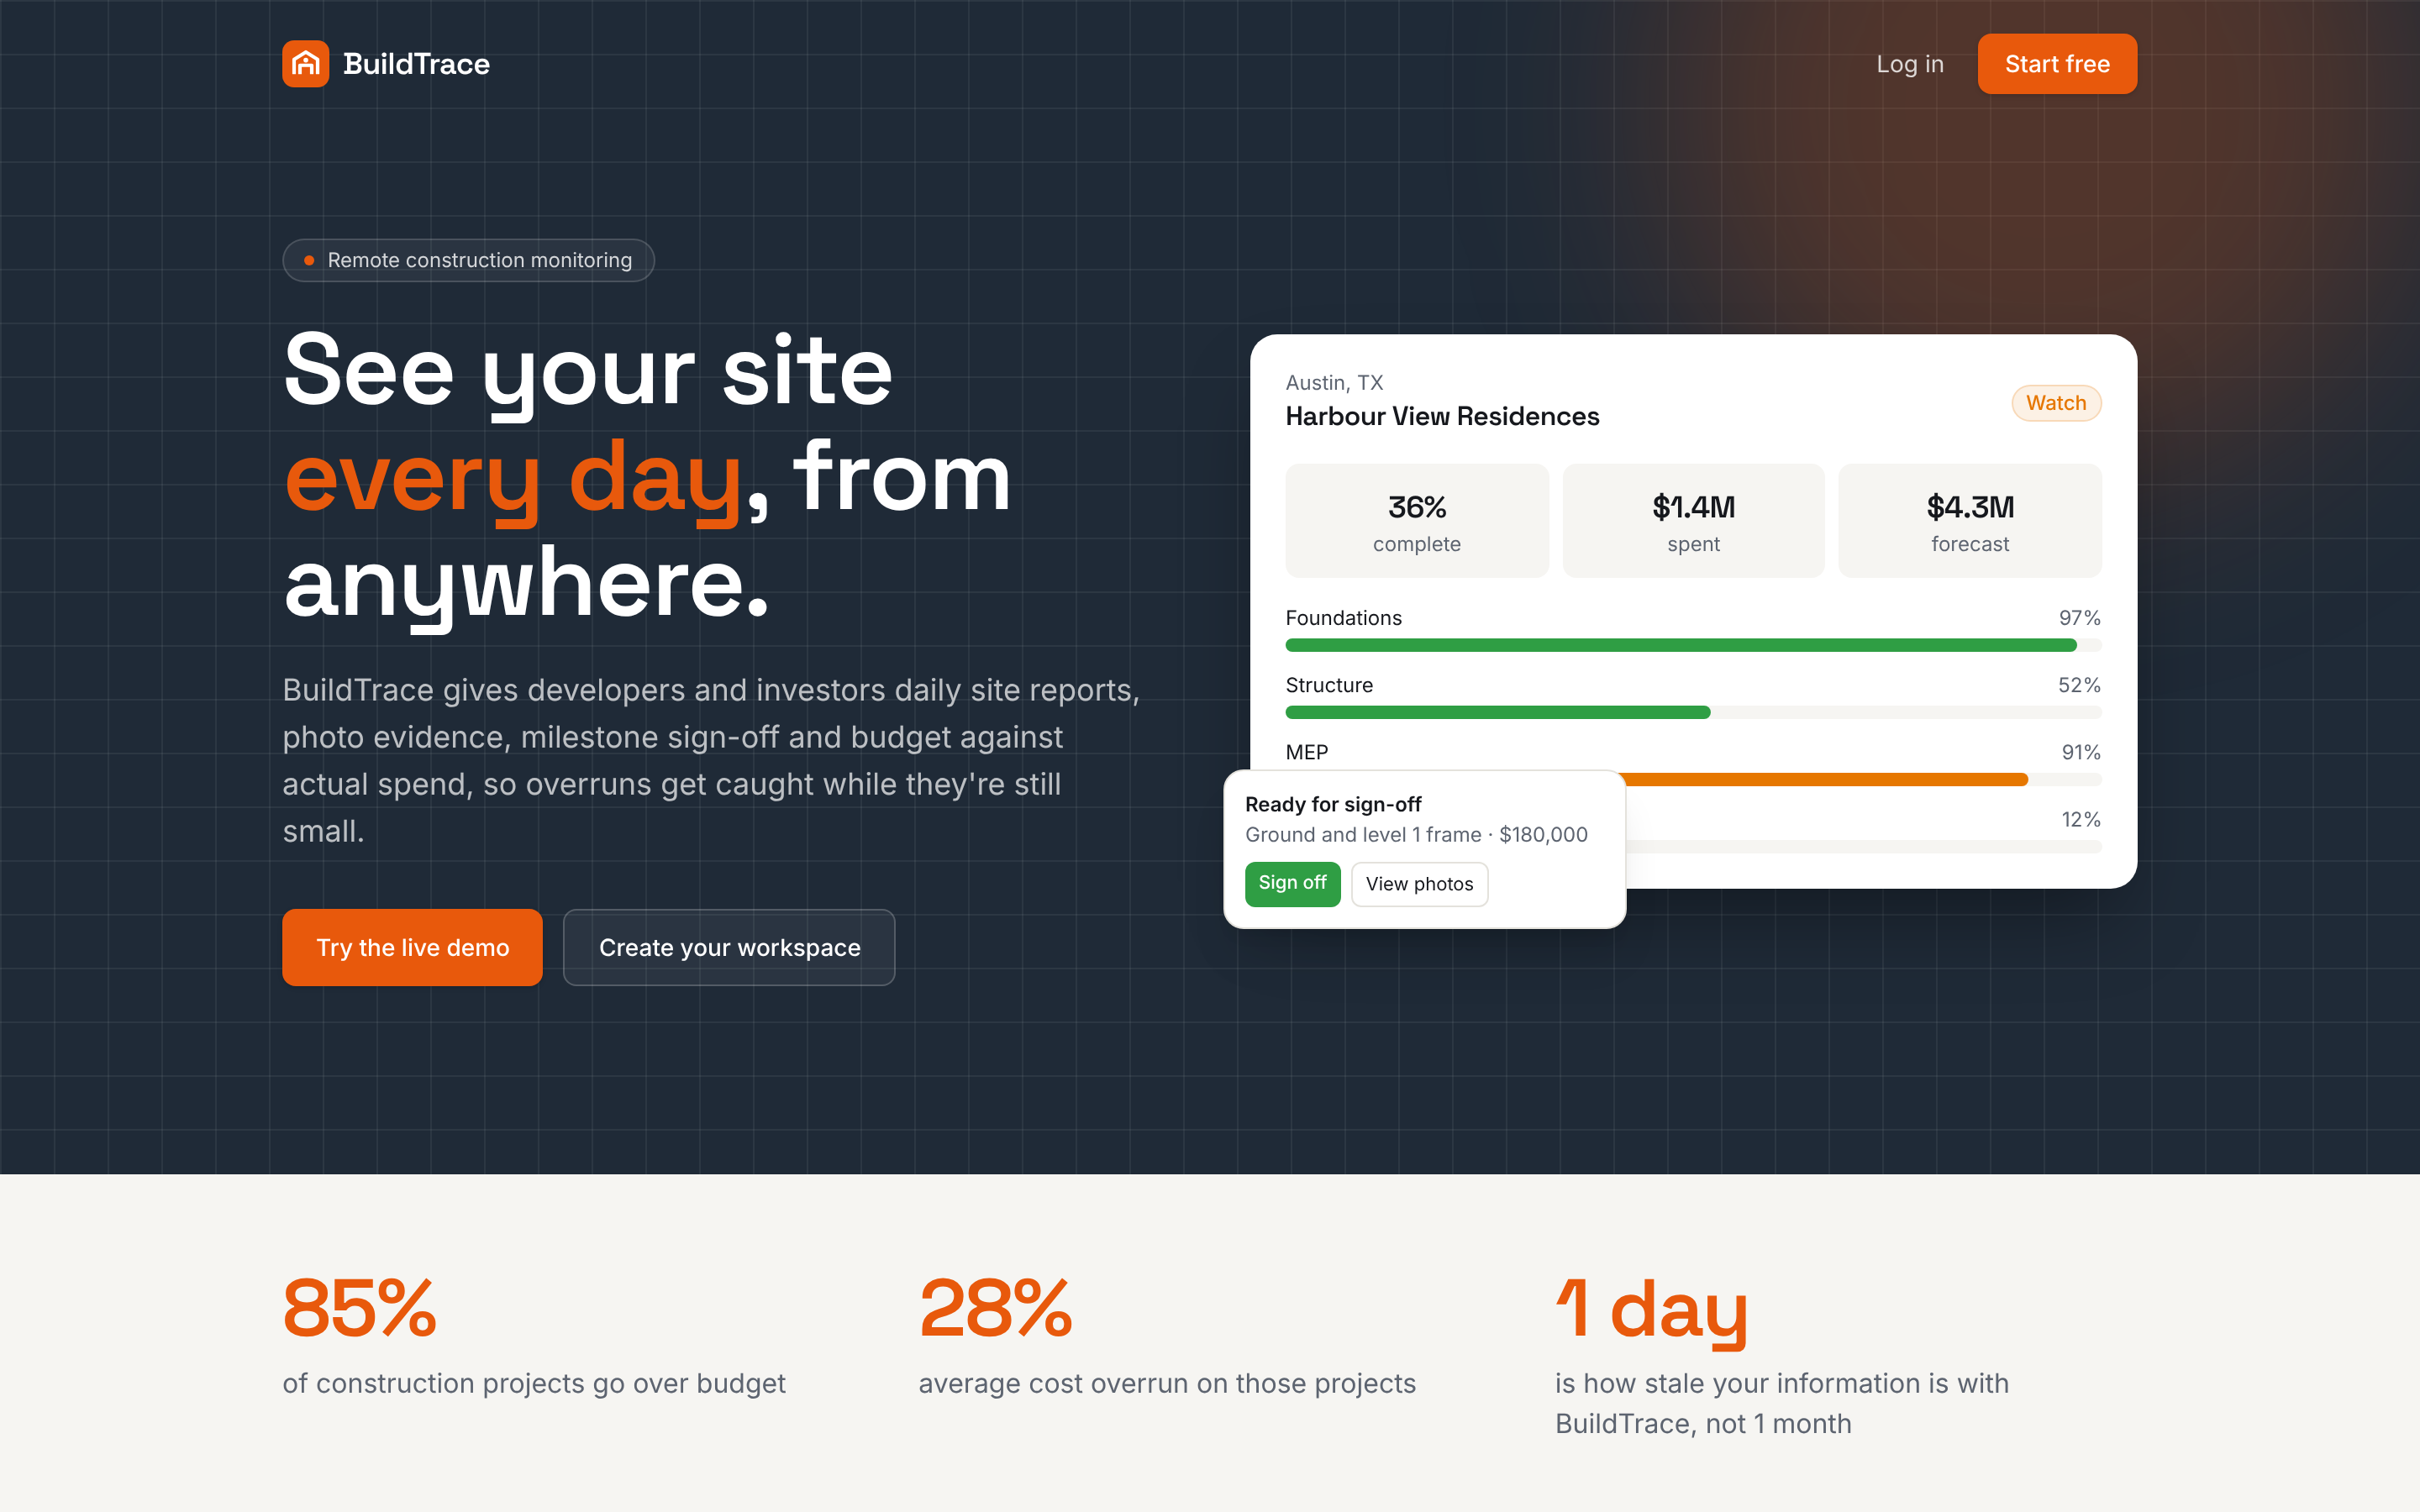 BuildTrace
Log in
Start free
Remote construction monitoring
See your site
every day, from
anywhere.
BuildTrace gives developers and investors daily site reports,
photo evidence, milestone sign-off and budget against
actual spend, so overruns get caught while they're still
small.
Try the live demo
Create your workspace
Austin, TX
Harbour View Residences
Watch
36%
complete
$1.4M
spent
$4.3M
forecast
Foundations
97%
Structure
52%
MEP
91%
12%
Ready for sign-off
Ground and level 1 frame · $180,000
Sign off
View photos
85%
of construction projects go over budget
28%
average cost overrun on those projects
1 day
is how stale your information is with
BuildTrace, not 1 month